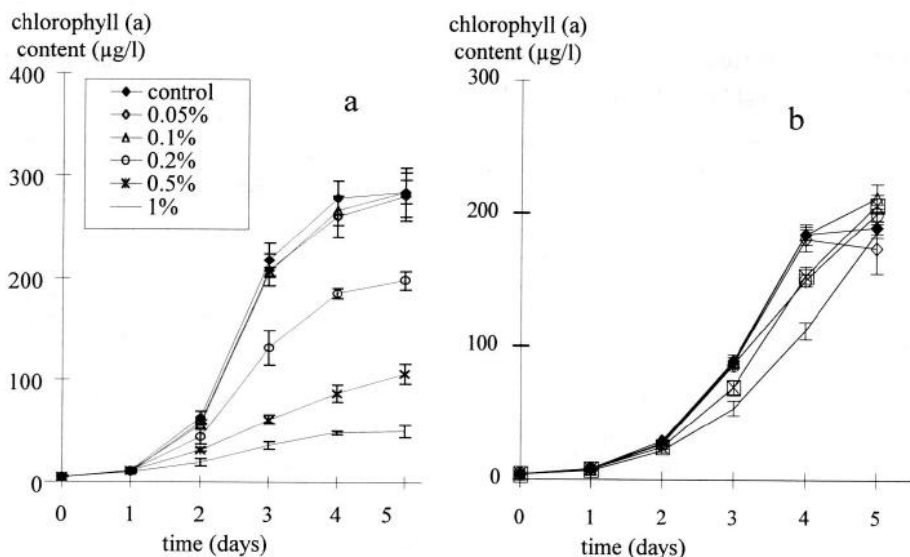 chlorophyll (a)
content (µg/l)
400
300
200
100
0
0 1 2 3 4 5
time (days)
control
0.05%
0.1%
0.2%
0.5%
1%
a
chlorophyll (a)
content (µg/l)
300
200
100
0
0 1 2 3 4 5
time (days)
b